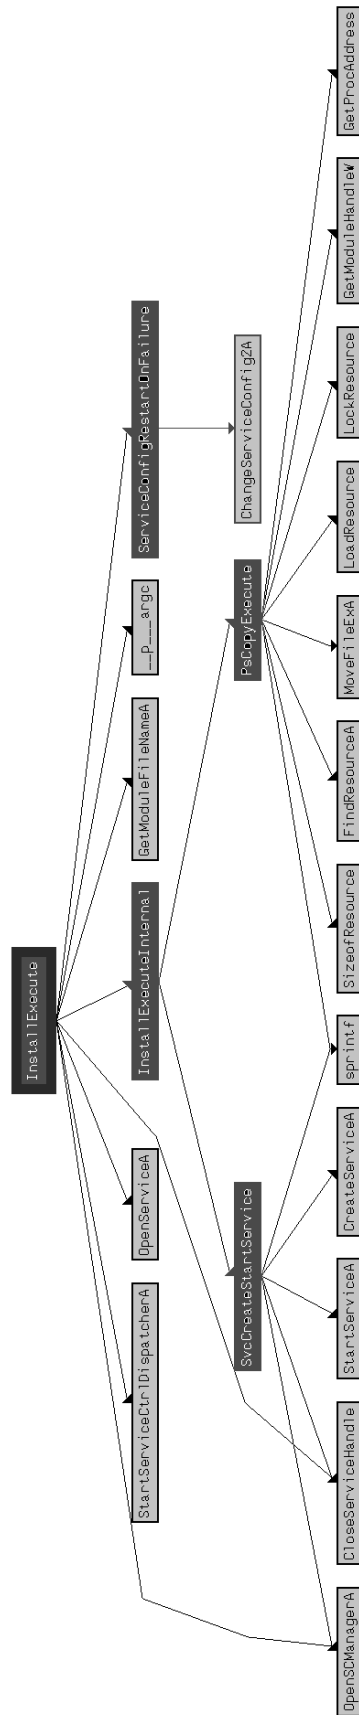 InstallExecute
StartServiceCtrlDispatcherA
OpenServiceA
InstallExecuteInternal
GetModuleFileNameA
__p___argc
ServiceConfigRestartOnFailure
SvcCreateStartService
PsCopyExecute
ChangeServiceConfig2A
OpenSCManagerA
CloseServiceHandle
StartServiceA
CreateServiceA
sprintf
SizeofResource
FindResourceA
MoveFileExA
LoadResource
LockResource
GetModuleHandleW
GetProcAddress